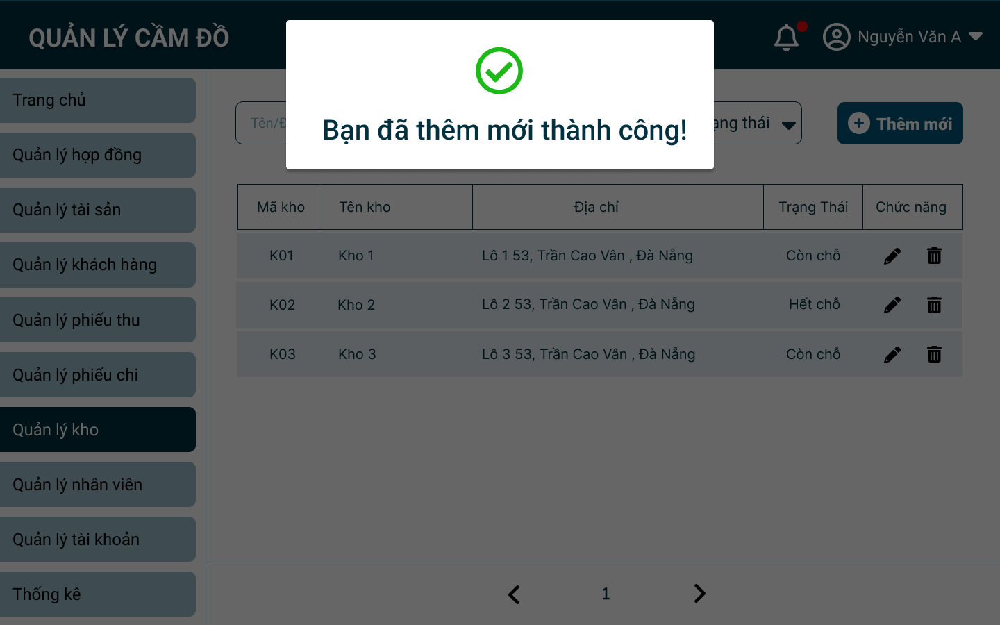 QUẢN LÝ CẦM ĐỒ
Nguyễn Văn A
Bạn đã thêm mới thành công!
Trang chủ
Quản lý hợp đồng
Quản lý tài sản
Quản lý khách hàng
Quản lý phiếu thu
Quản lý phiếu chi
Quản lý kho
Quản lý nhân viên
Quản lý tài khoản
Thống kê
Tên/Đ
ạng thái
Thêm mới
Mã kho Tên kho Địa chỉ Trạng Thái Chức năng
K01 Kho 1 Lô 1 53, Trần Cao Vân , Đà Nẵng Còn chỗ
K02 Kho 2 Lô 2 53, Trần Cao Vân , Đà Nẵng Hết chỗ
K03 Kho 3 Lô 3 53, Trần Cao Vân , Đà Nẵng Còn chỗ
1